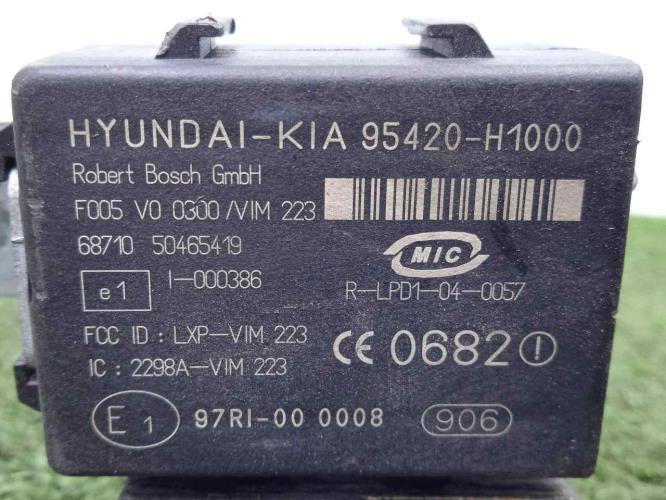 HYUNDAI-KIA 95420-H1000
Robert Bosch GmbH
F005 V0 0300/VIM 223
68710 50465419
MIC
e1 I-000386
R-LPD1-04-0057
FCC ID : LXP-VIM 223
IC : 2298A-VIM 223
CE 0682
E1 97RI-00 0008 906